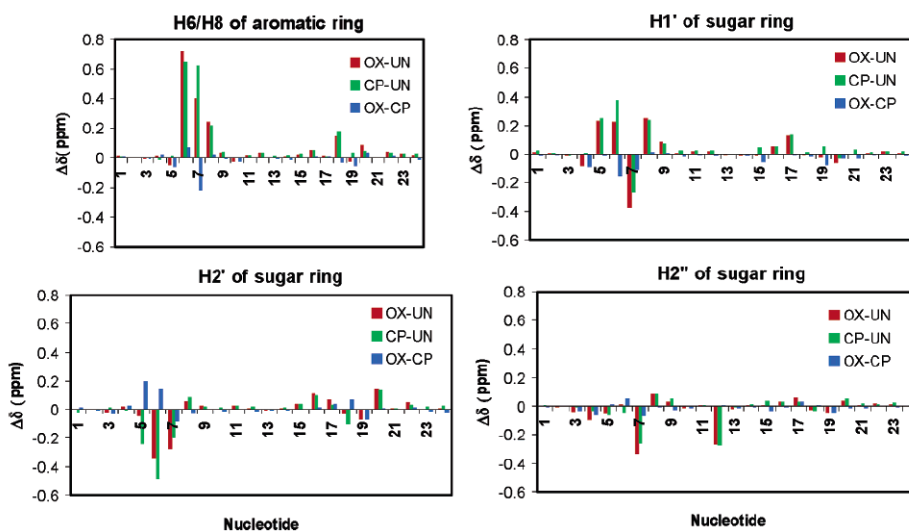 H6/H8 of aromatic ring
0.8
0.6
0.4
0.2
0
-0.2
-0.4
-0.6
Δδ( ppm)
OX-UN
CP-UN
OX-CP
1 3 5 7 9 11 13 15 17 19 21 23
H1' of sugar ring
0.8
0.6
0.4
0.2
0
-0.2
-0.4
-0.6
Δδ (ppm)
OX-UN
CP-UN
OX-CP
1 3 5 7 9 11 13 15 17 19 21 23
H2' of sugar ring
0.8
0.6
0.4
0.2
0
-0.2
-0.4
-0.6
Δδ ( ppm)
OX-UN
CP-UN
OX-CP
1 3 5 7 9 11 13 15 17 19 21 23
Nucleotide
H2" of sugar ring
0.8
0.6
0.4
0.2
0
-0.2
-0.4
-0.6
Δδ ( ppm)
OX-UN
CP-UN
OX-CP
1 3 5 7 9 11 13 15 17 19 21 23
Nucleotide